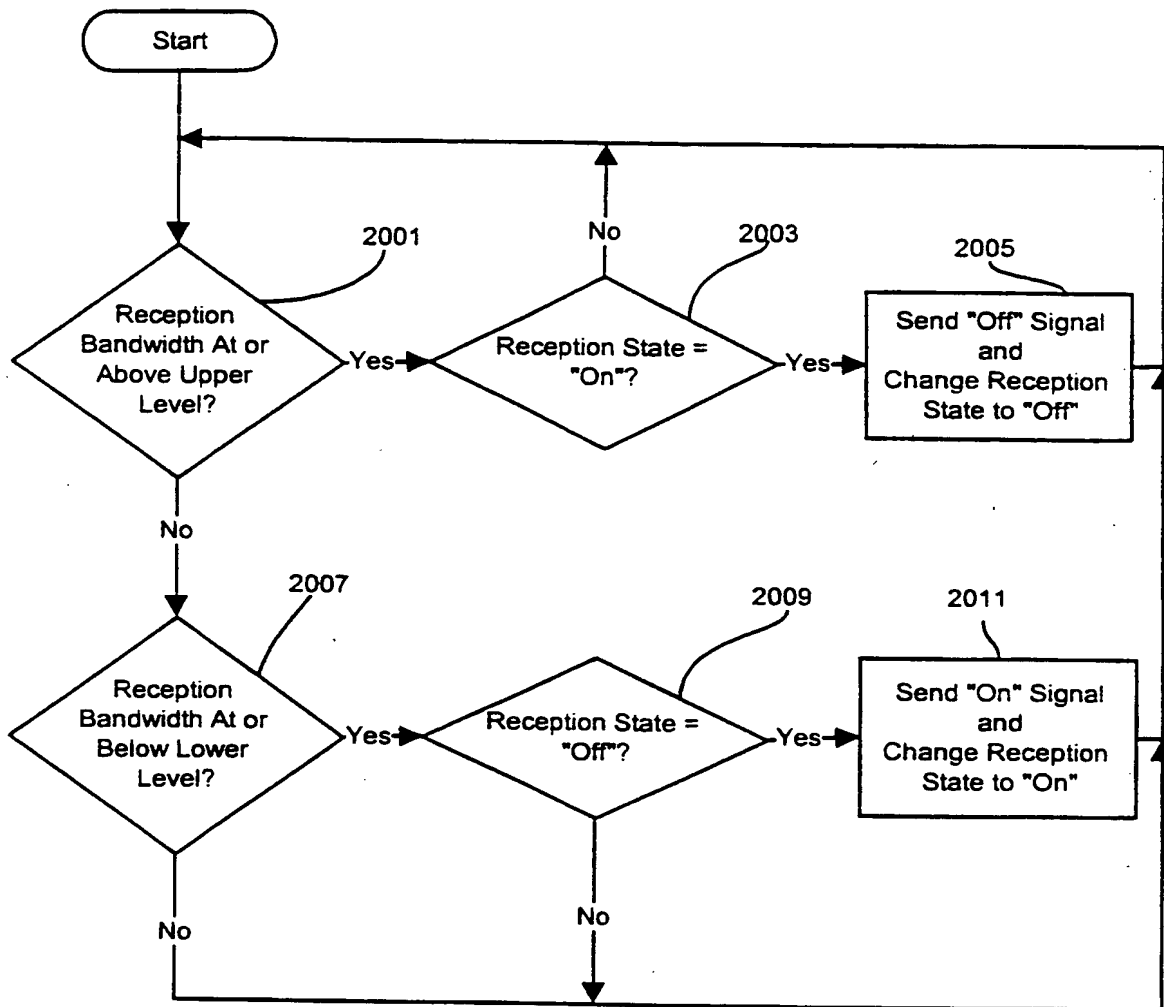 Start
No
2001
2003
2005
Reception
Bandwidth At or
Above Upper
Level?
Yes
Reception State =
"On"?
Yes
Send "Off" Signal
and
Change Reception
State to "Off"
No
2007
2009
2011
Reception
Bandwidth At or
Below Lower
Level?
Yes
Reception State =
"Off"?
Yes
Send "On" Signal
and
Change Reception
State to "On"
No
No